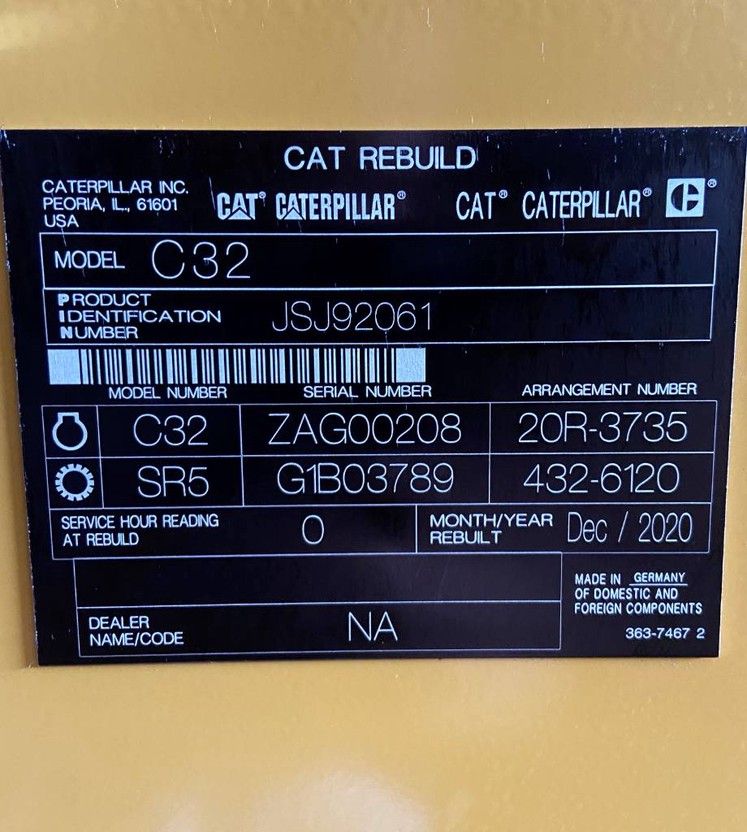 CAT REBUILD
CATERPILLAR INC.
PEORIA, IL., 61601
USA
CAT® CATERPILLAR® CAT® CATERPILLAR® ®
MODEL C32
PRODUCT
IDENTIFICATION
NUMBER
JSJ92061
MODEL NUMBER SERIAL NUMBER ARRANGEMENT NUMBER
C32 ZAG00208 20R-3735
SR5 G1B03789 432-6120
SERVICE HOUR READING
AT REBUILD
0
MONTH/YEAR
REBUILT
Dec / 2020
DEALER
NAME/CODE
NA
MADE IN GERMANY
OF DOMESTIC AND
FOREIGN COMPONENTS
363-7467 2